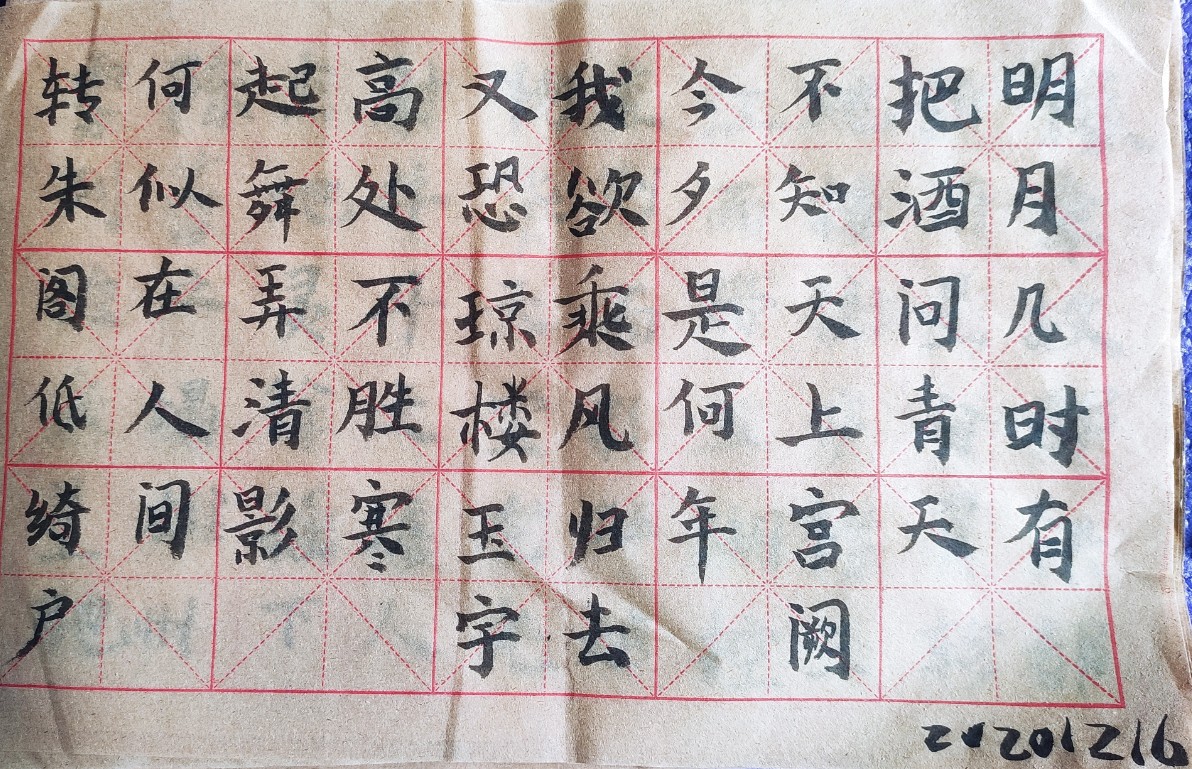 明月几时有
把酒问青天
不知天上宫阙
今夕是何年
我欲乘风归去
又恐琼楼玉宇
高处不胜寒
起舞弄清影
何似在人间
转朱阁低绮户
20201216